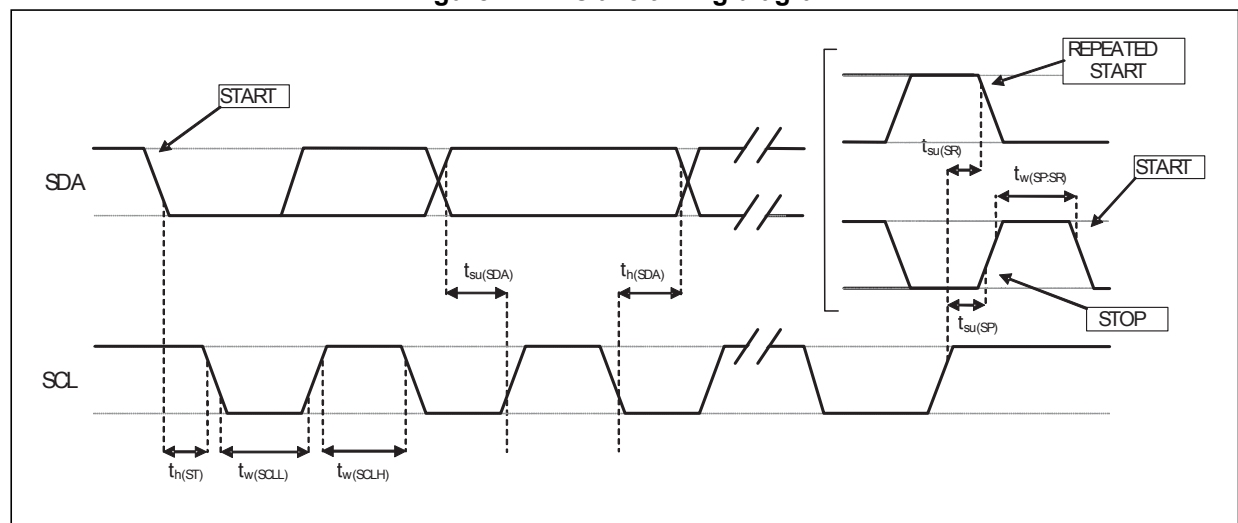 REPEATED
START
START
SDA
tsu(SR)
tw(SP:SR)
START
tsu(SDA)
th(SDA)
tsu(SP)
STOP
SCL
th(ST)
tw(SCLL)
tw(SCLH)